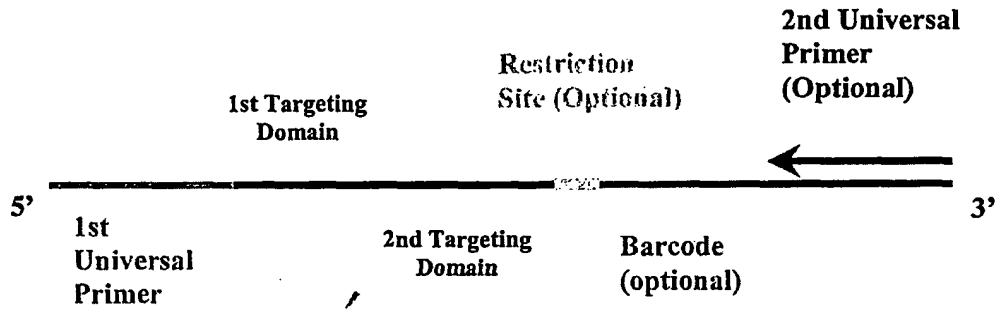 2nd Universal
Primer
(Optional)
Restriction
Site (Optional)
1st Targeting
Domain
5’
3’
1st
Universal
Primer
2nd Targeting
Domain
Barcode
(optional)